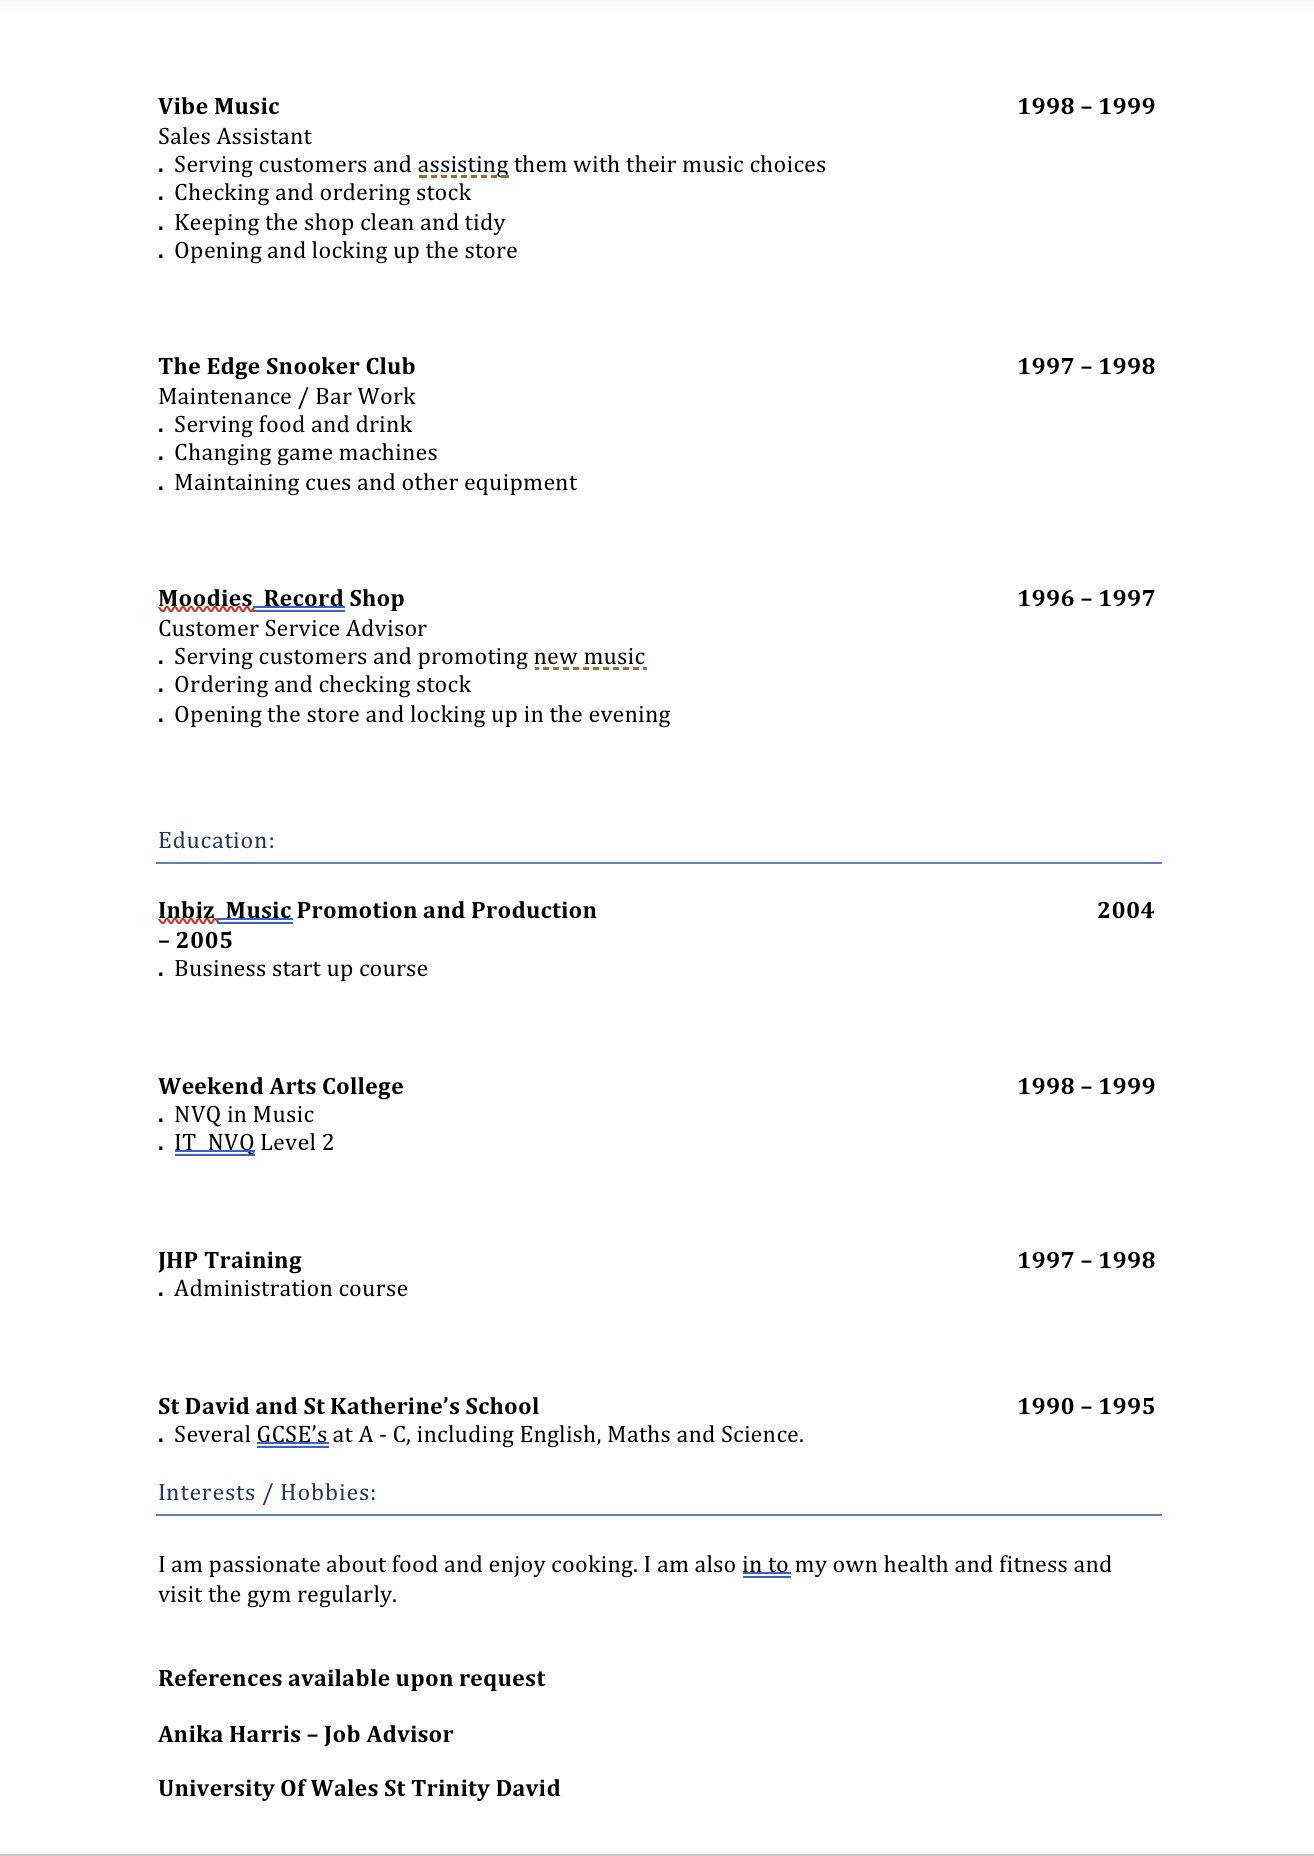 Vibe Music 1998 – 1999
Sales Assistant
. Serving customers and assisting them with their music choices
. Checking and ordering stock
. Keeping the shop clean and tidy
. Opening and locking up the store
The Edge Snooker Club 1997 – 1998
Maintenance / Bar Work
. Serving food and drink
. Changing game machines
. Maintaining cues and other equipment
Moodies  Record Shop 1996 – 1997
Customer Service Advisor
. Serving customers and promoting new music
. Ordering and checking stock
. Opening the store and locking up in the evening
Education:
Inbiz  Music Promotion and Production 2004
– 2005
. Business start up course
Weekend Arts College 1998 – 1999
. NVQ in Music
. IT  NVQ Level 2
JHP Training 1997 – 1998
. Administration course
St David and St Katherine’s School 1990 – 1995
. Several GCSE’s at A - C, including English, Maths and Science.
Interests / Hobbies:
I am passionate about food and enjoy cooking. I am also in to my own health and fitness and
visit the gym regularly.
References available upon request
Anika Harris – Job Advisor
University Of Wales St Trinity David